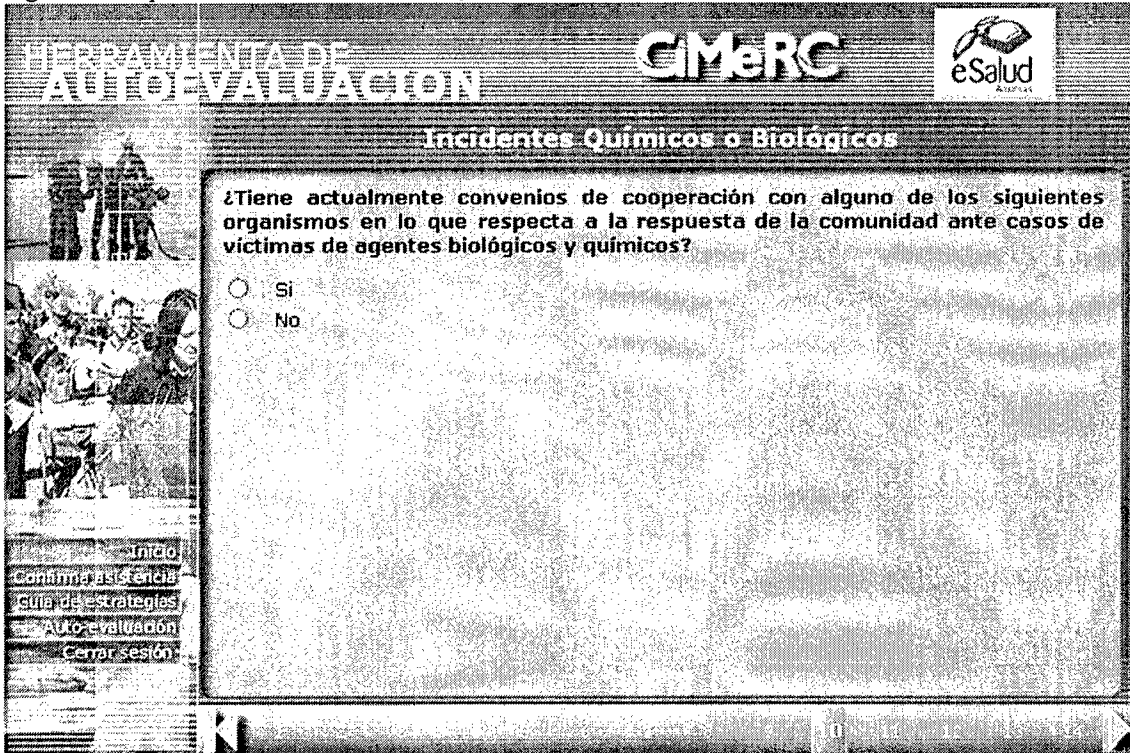 HERRAMIENTA DE
AUTOEVALUACION
CiMeRC
eSalud
Incidentes Químicos o Biológicos
¿Tiene actualmente convenios de cooperación con alguno de los siguientes
organismos en lo que respecta a la respuesta de la comunidad ante casos de
víctimas de agentes biológicos y químicos?
Si
No
Inicio
Confirma asistencia
Guia de estrategias
Auto-evaluación
Cerrar sesión